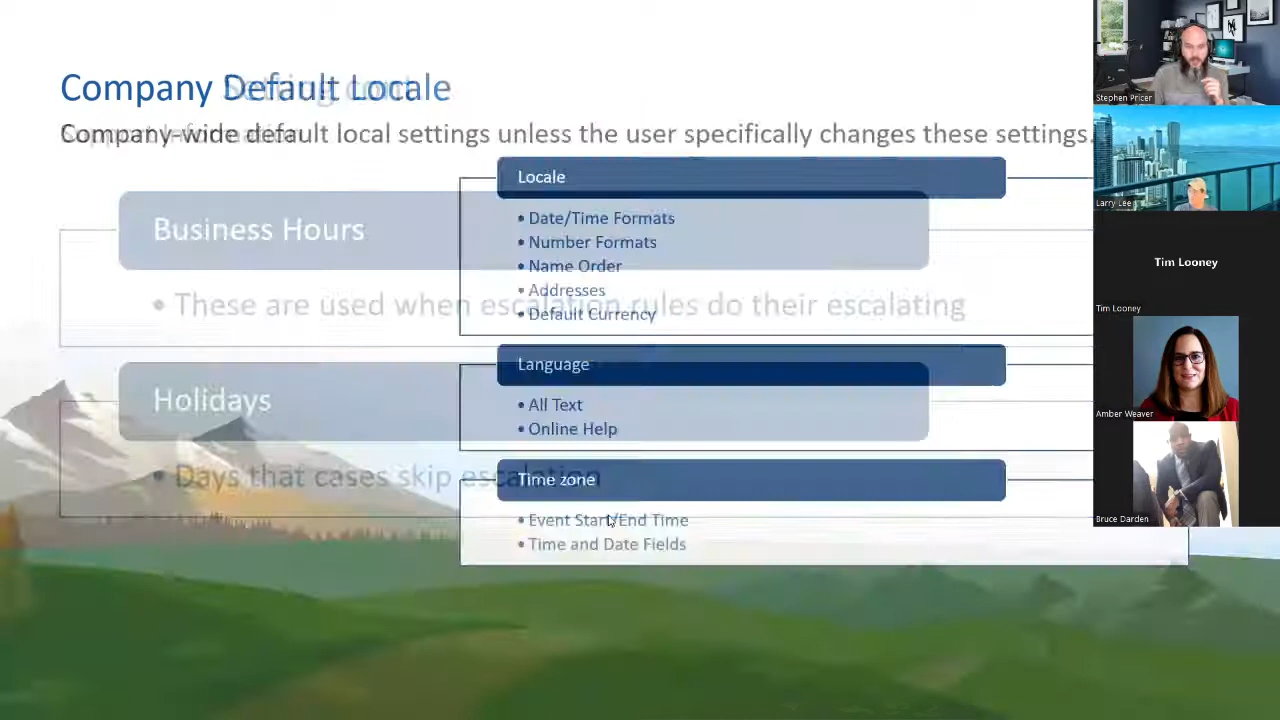 Company Default Locale
Company-wide default local settings unless the user specifically changes these settings.
Locale
• Date/Time Formats
• Number Formats
• Name Order
• Addresses
• Default Currency
Language
• All Text
• Online Help
Time zone
• Event Start/End Time
• Time and Date Fields
Business Hours
• These are used when escalation rules do their escalating
Holidays
• Days that cases skip escalation
Stephen Pricer
Larry Lee
Tim Looney
Tim Looney
Amber Weaver
Bruce Darden